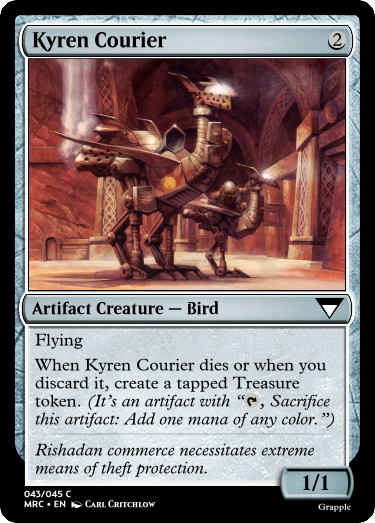 Kyren Courier 2
Artifact Creature — Bird
Flying
When Kyren Courier dies or when you
discard it, create a tapped Treasure
token. (It's an artifact with “, Sacrifice
this artifact: Add one mana of any color.”)
Rishadan commerce necessitates extreme
means of theft protection.
1/1
043/045 C
MRC • EN Carl Critchlow
Grapple